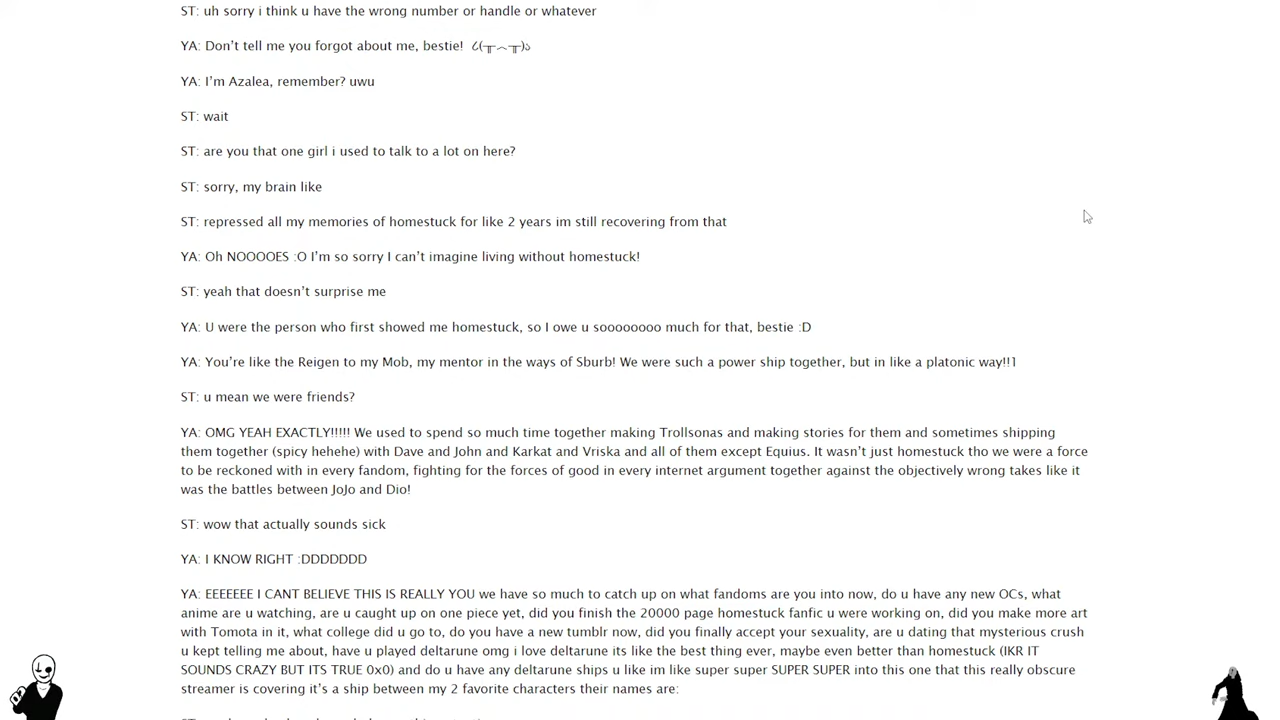 ST: uh sorry i think u have the wrong number or handle or whatever
YA: Don't tell me you forgot about me, bestie! ૮(╥︿╥)ა
YA: I'm Azalea, remember? uwu
ST: wait
ST: are you that one girl i used to talk to a lot on here?
ST: sorry, my brain like
ST: repressed all my memories of homestuck for like 2 years im still recovering from that
YA: Oh NOOOOES :O I'm so sorry I can't imagine living without homestuck!
ST: yeah that doesn't surprise me
YA: U were the person who first showed me homestuck, so I owe u soooooooo much for that, bestie :D
YA: You're like the Reigen to my Mob, my mentor in the ways of Sburb! We were such a power ship together, but in like a platonic way!!1
ST: u mean we were friends?
YA: OMG YEAH EXACTLY!!!!! We used to spend so much time together making Trollsonas and making stories for them and sometimes shipping
them together (spicy hehehe) with Dave and John and Karkat and Vriska and all of them except Equius. It wasn't just homestuck tho we were a force
to be reckoned with in every fandom, fighting for the forces of good in every internet argument together against the objectively wrong takes like it
was the battles between JoJo and Dio!
ST: wow that actually sounds sick
YA: I KNOW RIGHT :DDDDDDD
YA: EEEEEEE I CANT BELIEVE THIS IS REALLY YOU we have so much to catch up on what fandoms are you into now, do u have any new OCs, what
anime are u watching, are u caught up on one piece yet, did you finish the 20000 page homestuck fanfic u were working on, did you make more art
with Tomota in it, what college did u go to, do you have a new tumblr now, did you finally accept your sexuality, are u dating that mysterious crush
u kept telling me about, have u played deltarune omg i love deltarune its like the best thing ever, maybe even better than homestuck (IKR IT
SOUNDS CRAZY BUT ITS TRUE 0x0) and do u have any deltarune ships u like im like super super SUPER SUPER into this one that this really obscure
streamer is covering it's a ship between my 2 favorite characters their names are: